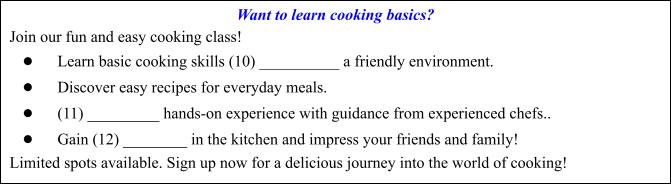 Want to learn cooking basics?
Join our fun and easy cooking class!
● Learn basic cooking skills (10) __________ a friendly environment.
● Discover easy recipes for everyday meals.
● (11) _________ hands-on experience with guidance from experienced chefs..
● Gain (12) ________ in the kitchen and impress your friends and family!
Limited spots available. Sign up now for a delicious journey into the world of cooking!